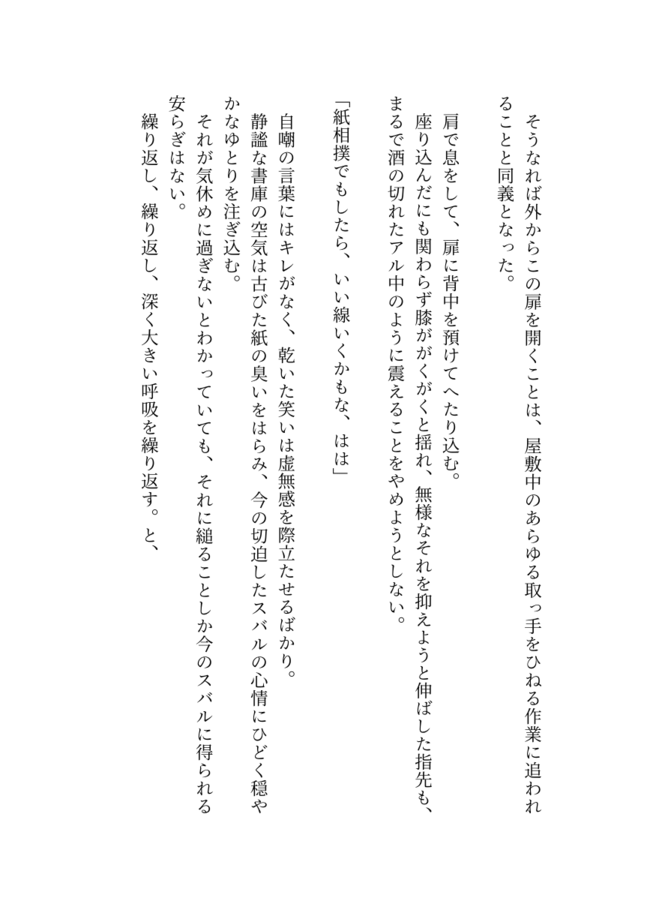 そうなれば外からこの扉を開くことは、屋敷中のあらゆる取っ手をひねる作業に追われ
ることと同義となった。
　肩で息をして、扉に背中を預けてへたり込む。
　座り込んだにも関わらず膝ががくがくと揺れ、無様なそれを抑えようと伸ばした指先も、
まるで酒の切れたアル中のように震えることをやめようとしない。
「紙相撲でもしたら、いい線いくかもな、はは」
　自嘲の言葉にはキレがなく、乾いた笑いは虚無感を際立たせるばかり。
　静謐な書庫の空気は古びた紙の臭いをはらみ、今の切迫したスバルの心情にひどく穏や
かなゆとりを注ぎ込む。
　それが気休めに過ぎないとわかっていても、それに縋ることしか今のスバルに得られる
安らぎはない。
　繰り返し、繰り返し、深く大きい呼吸を繰り返す。と、